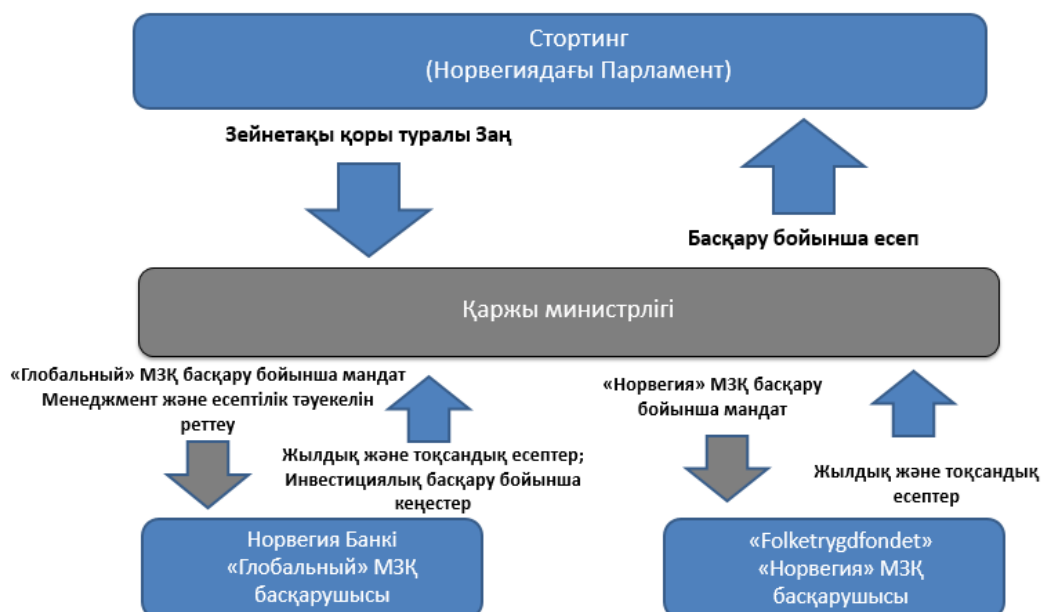 Стортинг
(Норвегиядағы Парламент)
Зейнетақы қоры туралы Заң
Басқару бойынша есеп
Қаржы министрлігі
«Глобальный» МЗҚ басқару бойынша мандат
Менеджмент және есептілік тәуекелін
реттеу
Жылдық және тоқсандық есептер;
Инвестициялық басқару бойынша
кеңестер
«Норвегия» МЗҚ басқару
бойынша мандат
Жылдық және тоқсандық
есептер
Норвегия Банкі
«Глобальный» МЗҚ
басқарушысы
«Folketrygdfondet»
«Норвегия» МЗҚ
басқарушысы